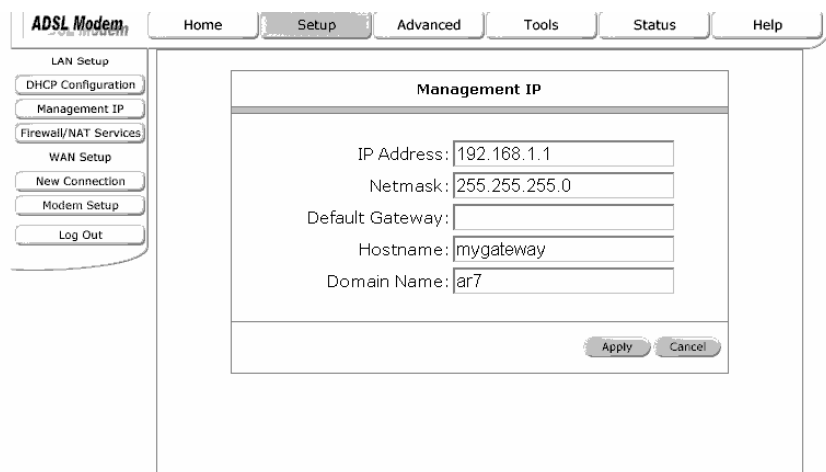 ADSL Modem
Home
Setup
Advanced
Tools
Status
Help
LAN Setup
DHCP Configuration
Management IP
Firewall/NAT Services
WAN Setup
New Connection
Modem Setup
Log Out
Management IP
IP Address: 192.168.1.1
Netmask: 255.255.255.0
Default Gateway:
Hostname: mygateway
Domain Name: ar7
Apply
Cancel